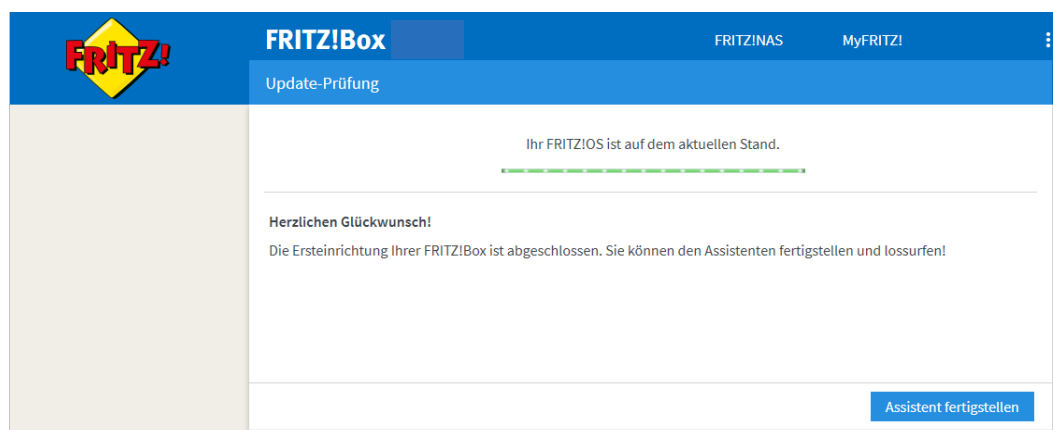 FRITZ!
FRITZ!Box
FRITZ!NAS
MyFRITZ!
Update-Prüfung
Ihr FRITZ!OS ist auf dem aktuellen Stand.
Herzlichen Glückwunsch!
Die Ersteinrichtung Ihrer FRITZ!Box ist abgeschlossen. Sie können den Assistenten fertigstellen und lossurfen!
Assistent fertigstellen